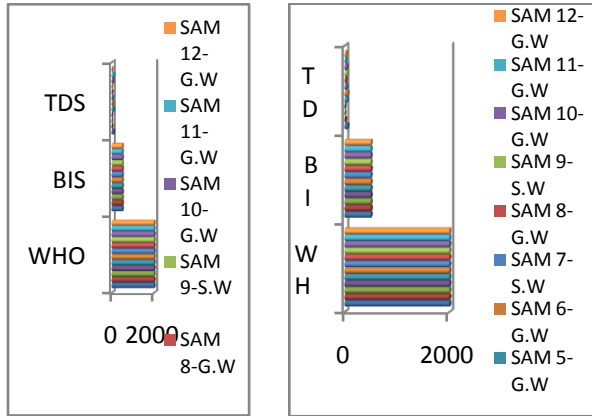 TDS
BIS
WHO
0 2000
SAM
12-
G.W
SAM
11-
G.W
SAM
10-
G.W
SAM
9-S.W
SAM
8-G.W
T
D
B
I
W
H
0 2000
SAM 12-
G.W
SAM 11-
G.W
SAM 10-
G.W
SAM 9-
S.W
SAM 8-
G.W
SAM 7-
S.W
SAM 6-
G.W
SAM 5-
G.W